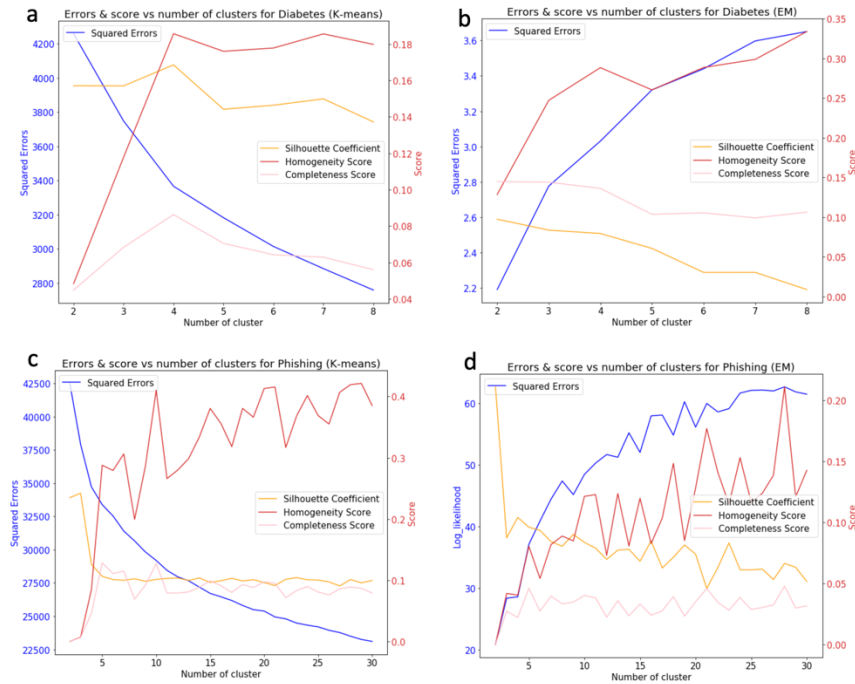 a
Errors & score vs number of clusters for Diabetes (K-means)
Squared Errors
4200
4000
3800
3600
3400
3200
3000
2800
Squared Errors
0.18
0.16
0.14
0.12
0.10
0.08
0.06
0.04
Score
Silhouette Coefficient
Homogeneity Score
Completeness Score
2 3 4 5 6 7 8
Number of cluster
b
Errors & score vs number of clusters for Diabetes (EM)
Squared Errors
3.6
3.4
3.2
3.0
2.8
2.6
2.4
2.2
Squared Errors
0.35
0.30
0.25
0.20
0.15
0.10
0.05
0.00
Score
Silhouette Coefficient
Homogeneity Score
Completeness Score
2 3 4 5 6 7 8
Number of cluster
c
Errors & score vs number of clusters for Phishing (K-means)
Squared Errors
42500
40000
37500
35000
32500
30000
27500
25000
22500
Squared Errors
0.4
0.3
0.2
0.1
0.0
Score
Silhouette Coefficient
Homogeneity Score
Completeness Score
5 10 15 20 25 30
Number of cluster
d
Errors & score vs number of clusters for Phishing (EM)
Squared Errors
60
50
40
30
20
Log_likelihood
0.20
0.15
0.10
0.05
0.00
Score
Silhouette Coefficient
Homogeneity Score
Completeness Score
5 10 15 20 25 30
Number of cluster